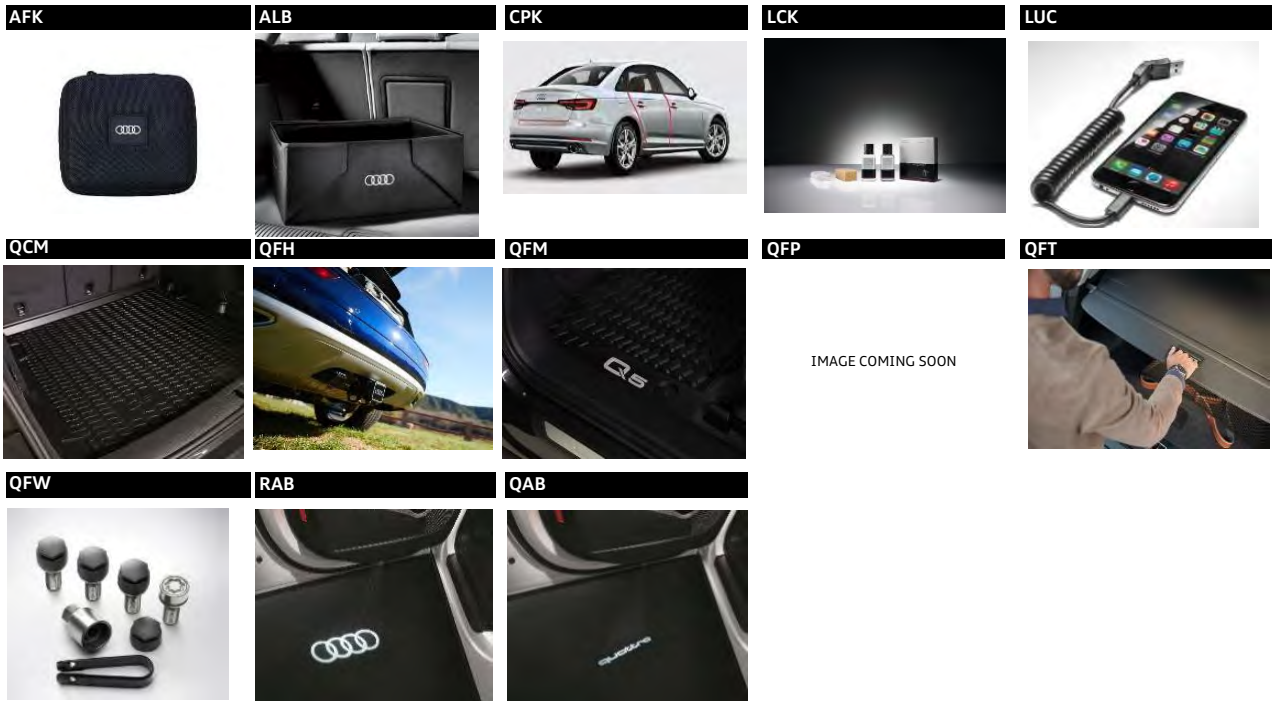 AFK
ALB
CPK
LCK
LUC
QCM
QFH
QFM
QFP
QFT
Q5
IMAGE COMING SOON
QFW
RAB
QAB
quattro